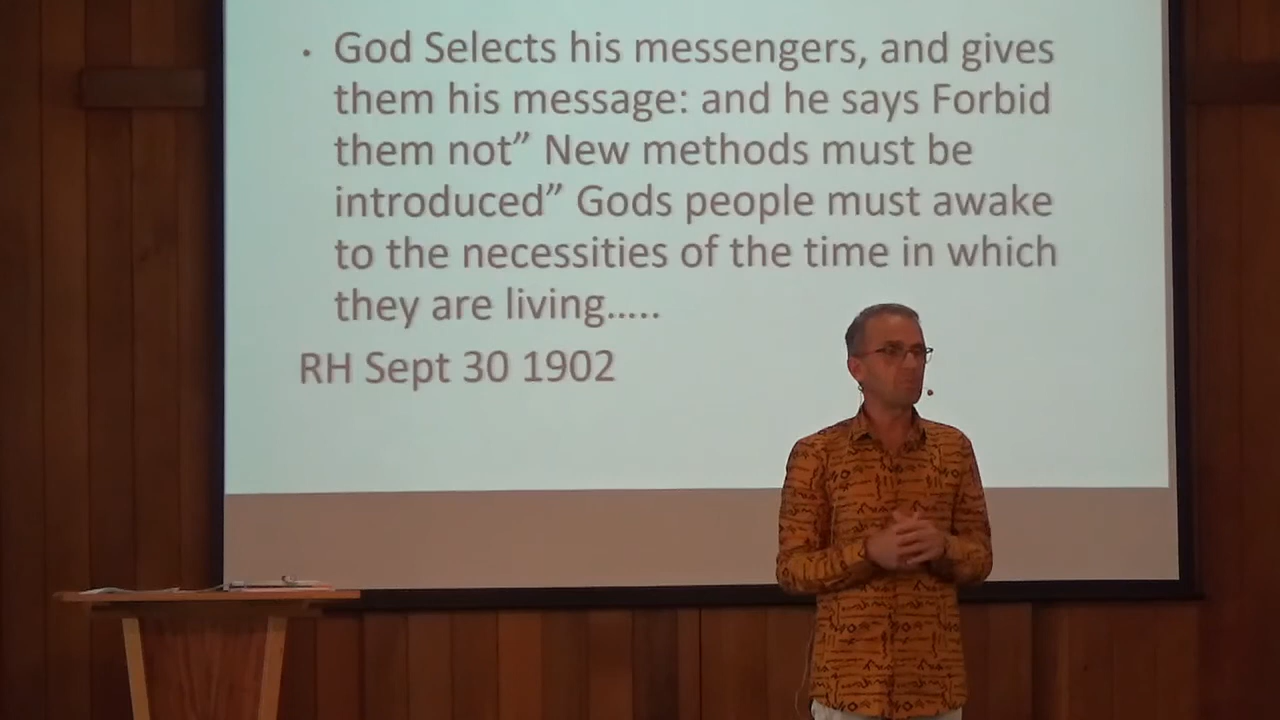 • God Selects his messengers, and gives
them his message: and he says Forbid
them not” New methods must be
introduced” Gods people must awake
to the necessities of the time in which
they are living.....
RH Sept 30 1902